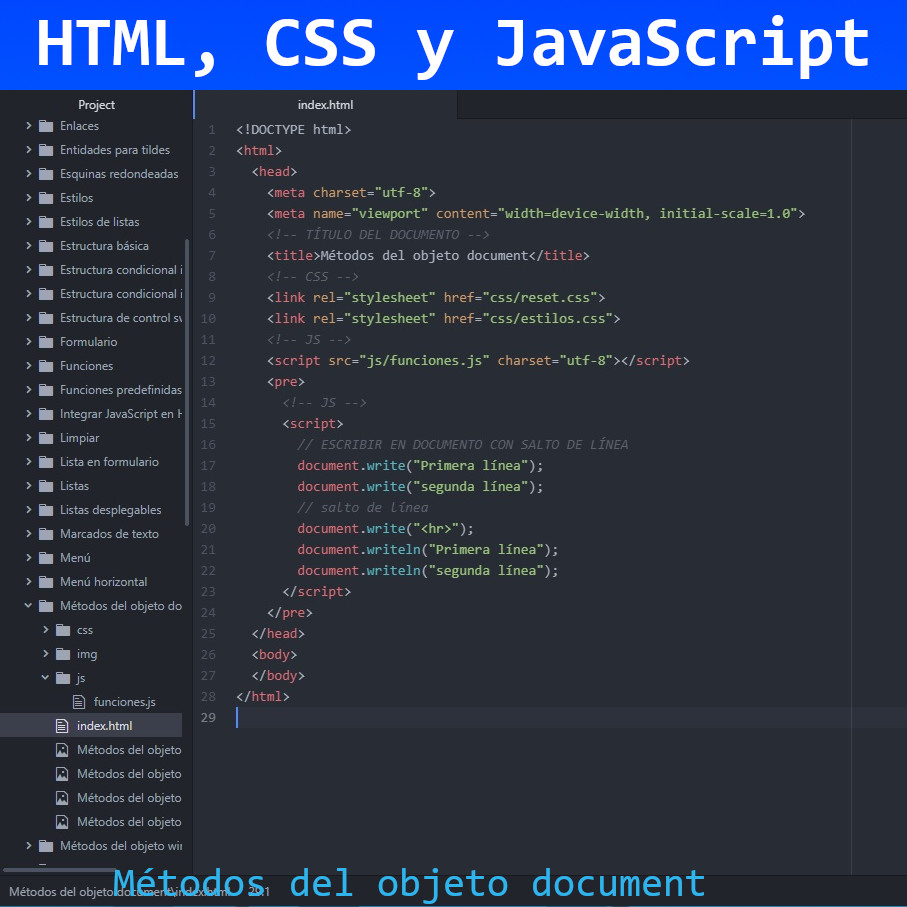 HTML, CSS y JavaScript
Project
Enlaces
Entidades para tildes
Esquinas redondeadas
Estilos
Estilos de listas
Estructura básica
Estructura condicional i
Estructura condicional i
Estructura de control sw
Formulario
Funciones
Funciones predefinidas
Integrar JavaScript en H
Limpiar
Lista en formulario
Listas
Listas desplegables
Marcados de texto
Menú
Menú horizontal
Métodos del objeto do
css
img
js
funciones.js
index.html
Métodos del objeto
Métodos del objeto
Métodos del objeto
Métodos del objeto
Métodos del objeto win
index.html
1 <!DOCTYPE html>
2 <html>
3 <head>
4 <meta charset="utf-8">
5 <meta name="viewport" content="width=device-width, initial-scale=1.0">
6 <!-- TÍTULO DEL DOCUMENTO -->
7 <title>Métodos del objeto document</title>
8 <!-- CSS -->
9 <link rel="stylesheet" href="css/reset.css">
10 <link rel="stylesheet" href="css/estilos.css">
11 <!-- JS -->
12 <script src="js/funciones.js" charset="utf-8"></script>
13 <pre>
14 <!-- JS -->
15 <script>
16 // ESCRIBIR EN DOCUMENTO CON SALTO DE LÍNEA
17 document.write("Primera línea");
18 document.write("segunda línea");
19 // salto de línea
20 document.write("<hr>");
21 document.writeln("Primera línea");
22 document.writeln("segunda línea");
23 </script>
24 </pre>
25 </head>
26 <body>
27 </body>
28 </html>
29
Métodos del objeto document\index.html 29:1
Métodos del objeto document